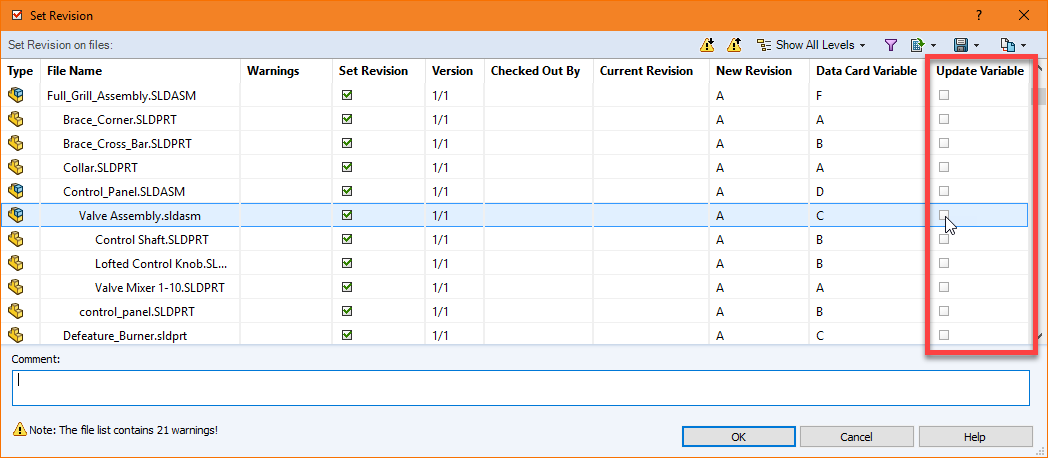 Set Revision ?
Set Revision on files: Show All Levels
Type File Name Warnings Set Revision Version Checked Out By Current Revision New Revision Data Card Variable Update Variable
Full_Grill_Assembly.SLDASM 1/1 A F
Brace_Corner.SLDPRT 1/1 A A
Brace_Cross_Bar.SLDPRT 1/1 A B
Collar.SLDPRT 1/1 A A
Control_Panel.SLDASM 1/1 A D
Valve Assembly.sldasm 1/1 A C
Control Shaft.SLDPRT 1/1 A B
Lofted Control Knob.SL... 1/1 A B
Valve Mixer 1-10.SLDPRT 1/1 A A
control_panel.SLDPRT 1/1 A B
Defeature_Burner.sldprt 1/1 A C
Comment:
Note: The file list contains 21 warnings!
OK Cancel Help